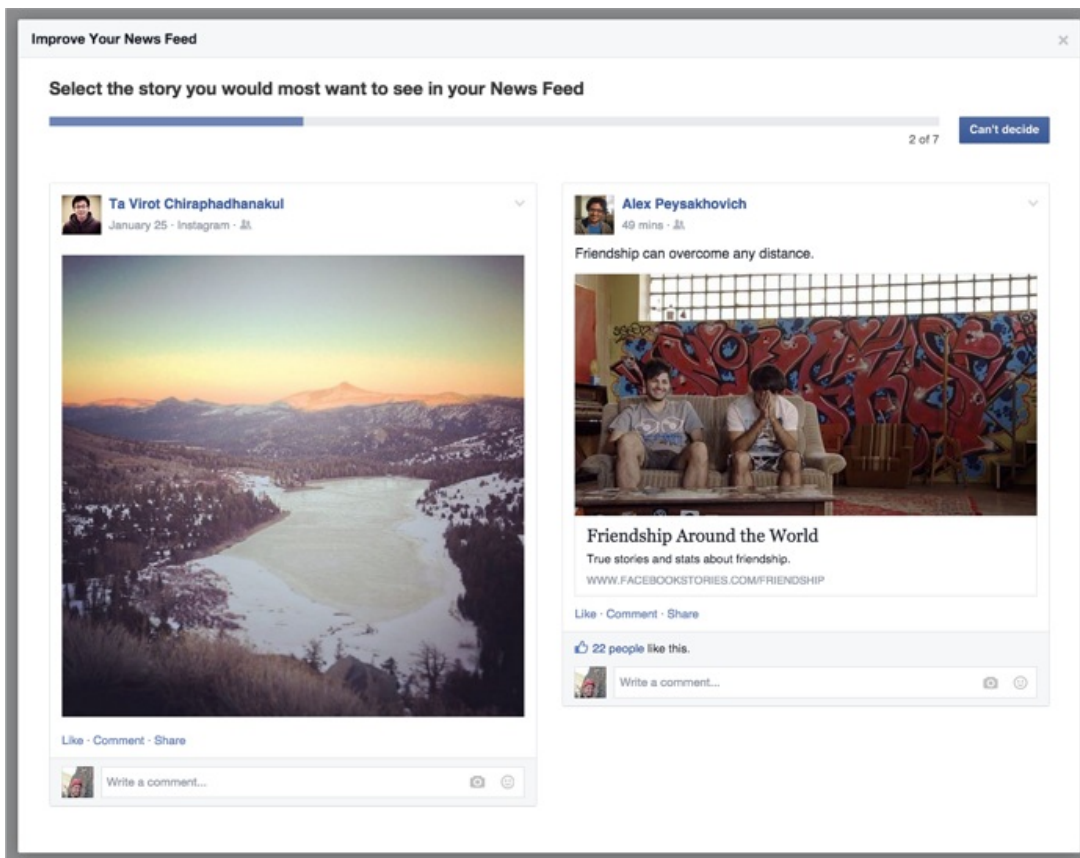 Improve Your News Feed
×
Select the story you would most want to see in your News Feed
2 of 7
Can't decide
Ta Virot Chiraphadhanakul
January 25 · Instagram ·
Like · Comment · Share
Write a comment...
Alex Peysakhovich
49 mins ·
Friendship can overcome any distance.
Friendship Around the World
True stories and stats about friendship.
WWW.FACEBOOKSTORIES.COM/FRIENDSHIP
Like · Comment · Share
22 people like this.
Write a comment...